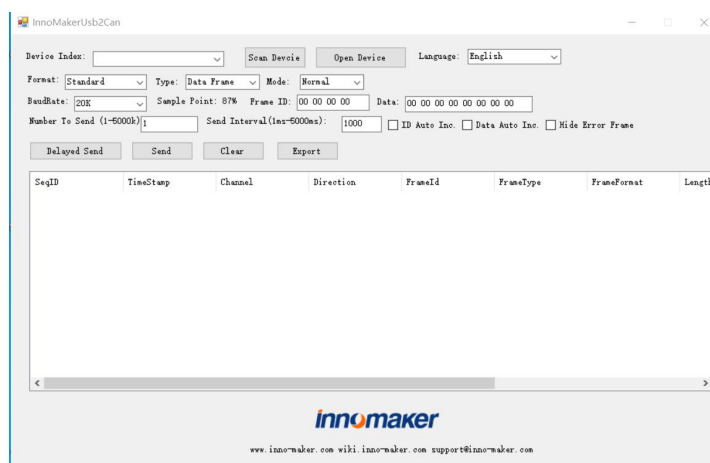 InnoMakerUsb2Can
Device Index: Scan Devcie Open Device Language: English
Format: Standard Type: Data Frame Mode: Normal
BaudRate: 20K Sample Point: 87% Frame ID: 00 00 00 00 Data: 00 00 00 00 00 00 00 00
Number To Send (1-5000k) 1 Send Interval(1ms-5000ms): 1000 ID Auto Inc. Data Auto Inc. Hide Error Frame
Delayed Send Send Clear Export
SeqID TimeStamp Channel Direction FrameId FrameType FrameFormat Length
innomaker
www.inno-maker.com wiki.inno-maker.com support@inno-maker.com